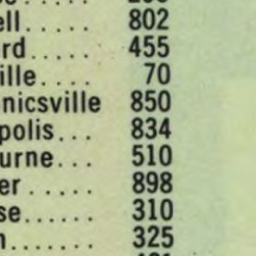 ell..... 802
rd..... 455
ille.... 70
nicsville 850
polis... 834
urne... 510
er..... 898
se...... 310
....... 325